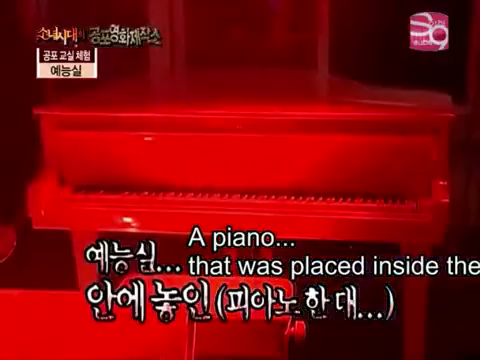 소녀시대의 공포영화제작소
공포 교실 체험
예능실
A piano...
예능실... that was placed inside the
안에 놓인 (피아노 한 대...)